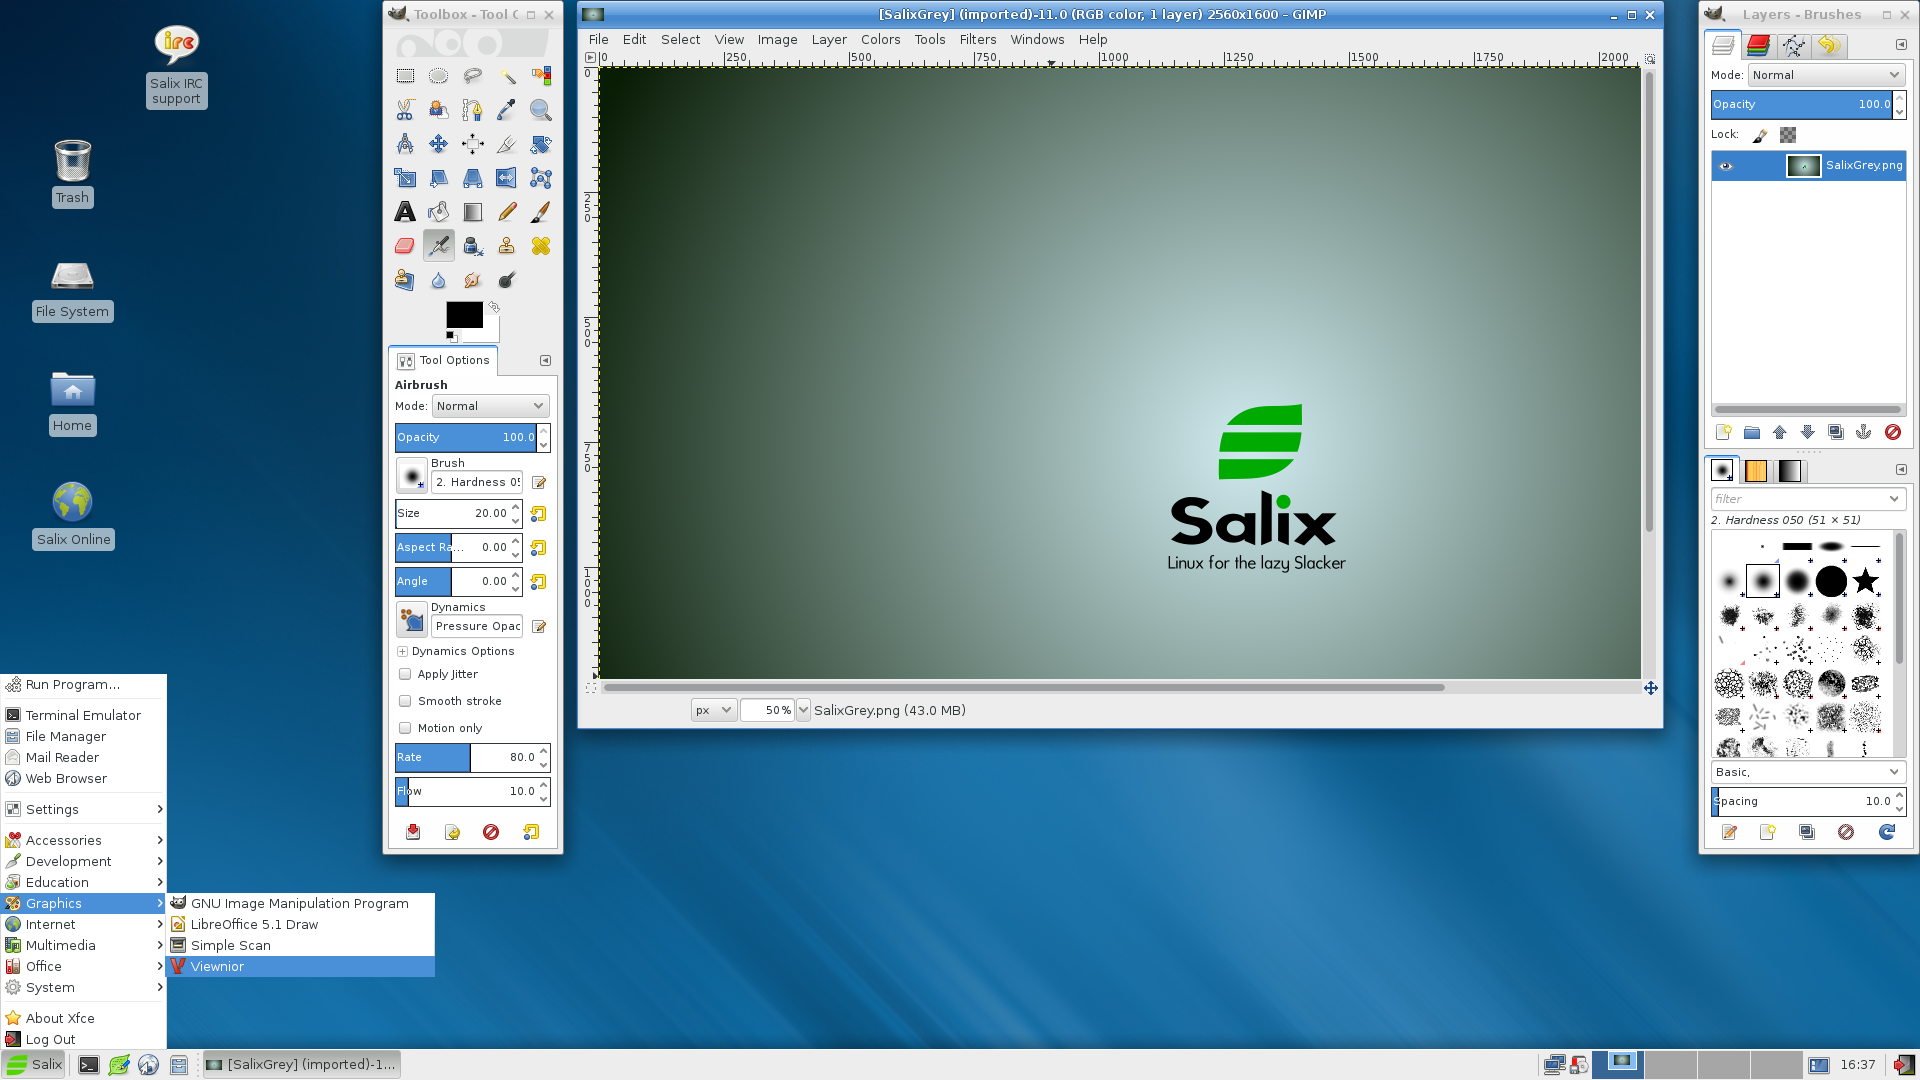 Salix IRC
support
Trash
File System
Home
Salix Online
Run Program...
Terminal Emulator
File Manager
Mail Reader
Web Browser
Settings
Accessories
Development
Education
Graphics
Internet
Multimedia
Office
System
About Xfce
Log Out
GNU Image Manipulation Program
LibreOffice 5.1 Draw
Simple Scan
Viewnior
Toolbox - Tool O
Tool Options
Airbrush
Mode: Normal
Opacity 100.0
Brush
2. Hardness 05
Size 20.00
Aspect Ra... 0.00
Angle 0.00
Dynamics
Pressure Opac
Dynamics Options
Apply Jitter
Smooth stroke
Motion only
Rate 80.0
Flow 10.0
[SalixGrey] (imported)-11.0 (RGB color, 1 layer) 2560x1600 – GIMP
File Edit Select View Image Layer Colors Tools Filters Windows Help
0 250 500 750 1000 1250 1500 1750 2000
0
250
500
750
1000
Salix
Linux for the lazy Slacker
px 50% SalixGrey.png (43.0 MB)
Layers - Brushes
Mode: Normal
Opacity 100.0
Lock:
SalixGrey.png
filter
2. Hardness 050 (51 × 51)
Basic,
Spacing 10.0
Salix
[SalixGrey] (imported)-1...
16:37